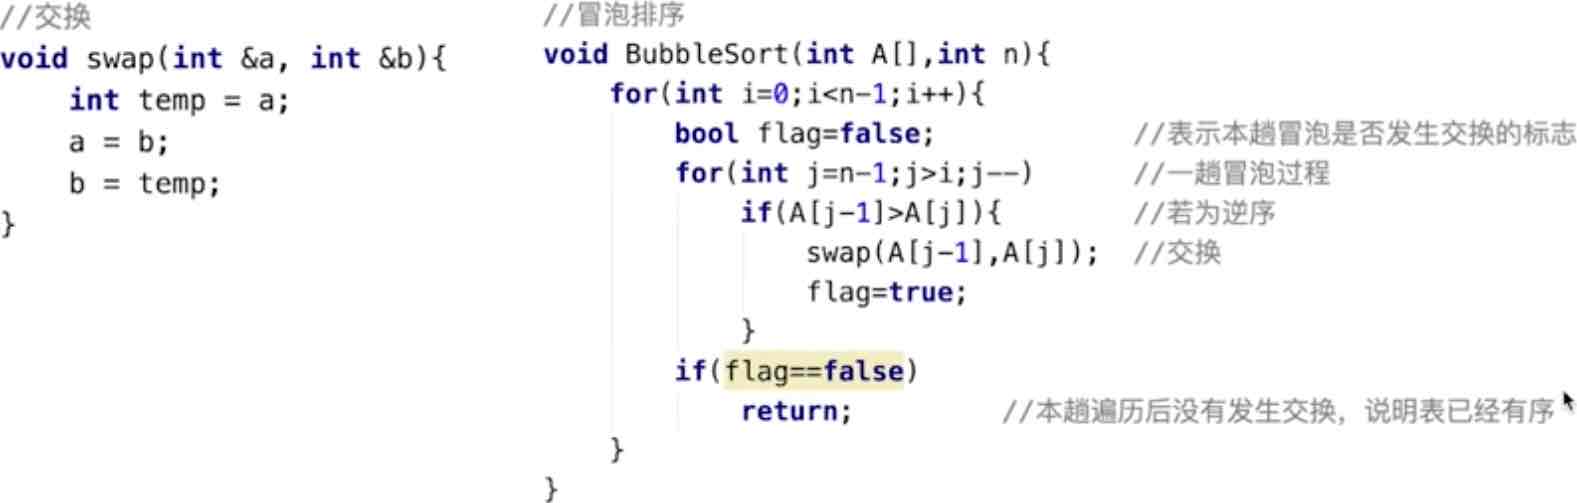 //交换
void swap(int &a, int &b){
    int temp = a;
    a = b;
    b = temp;
}
//冒泡排序
void BubbleSort(int A[],int n){
    for(int i=0;i<n-1;i++){
        bool flag=false;            //表示本趟冒泡是否发生交换的标志
        for(int j=n-1;j>i;j--)      //一趟冒泡过程
            if(A[j-1]>A[j]){        //若为逆序
                swap(A[j-1],A[j]);  //交换
                flag=true;
            }
        if(flag==false)
            return;         //本趟遍历后没有发生交换，说明表已经有序
    }
}